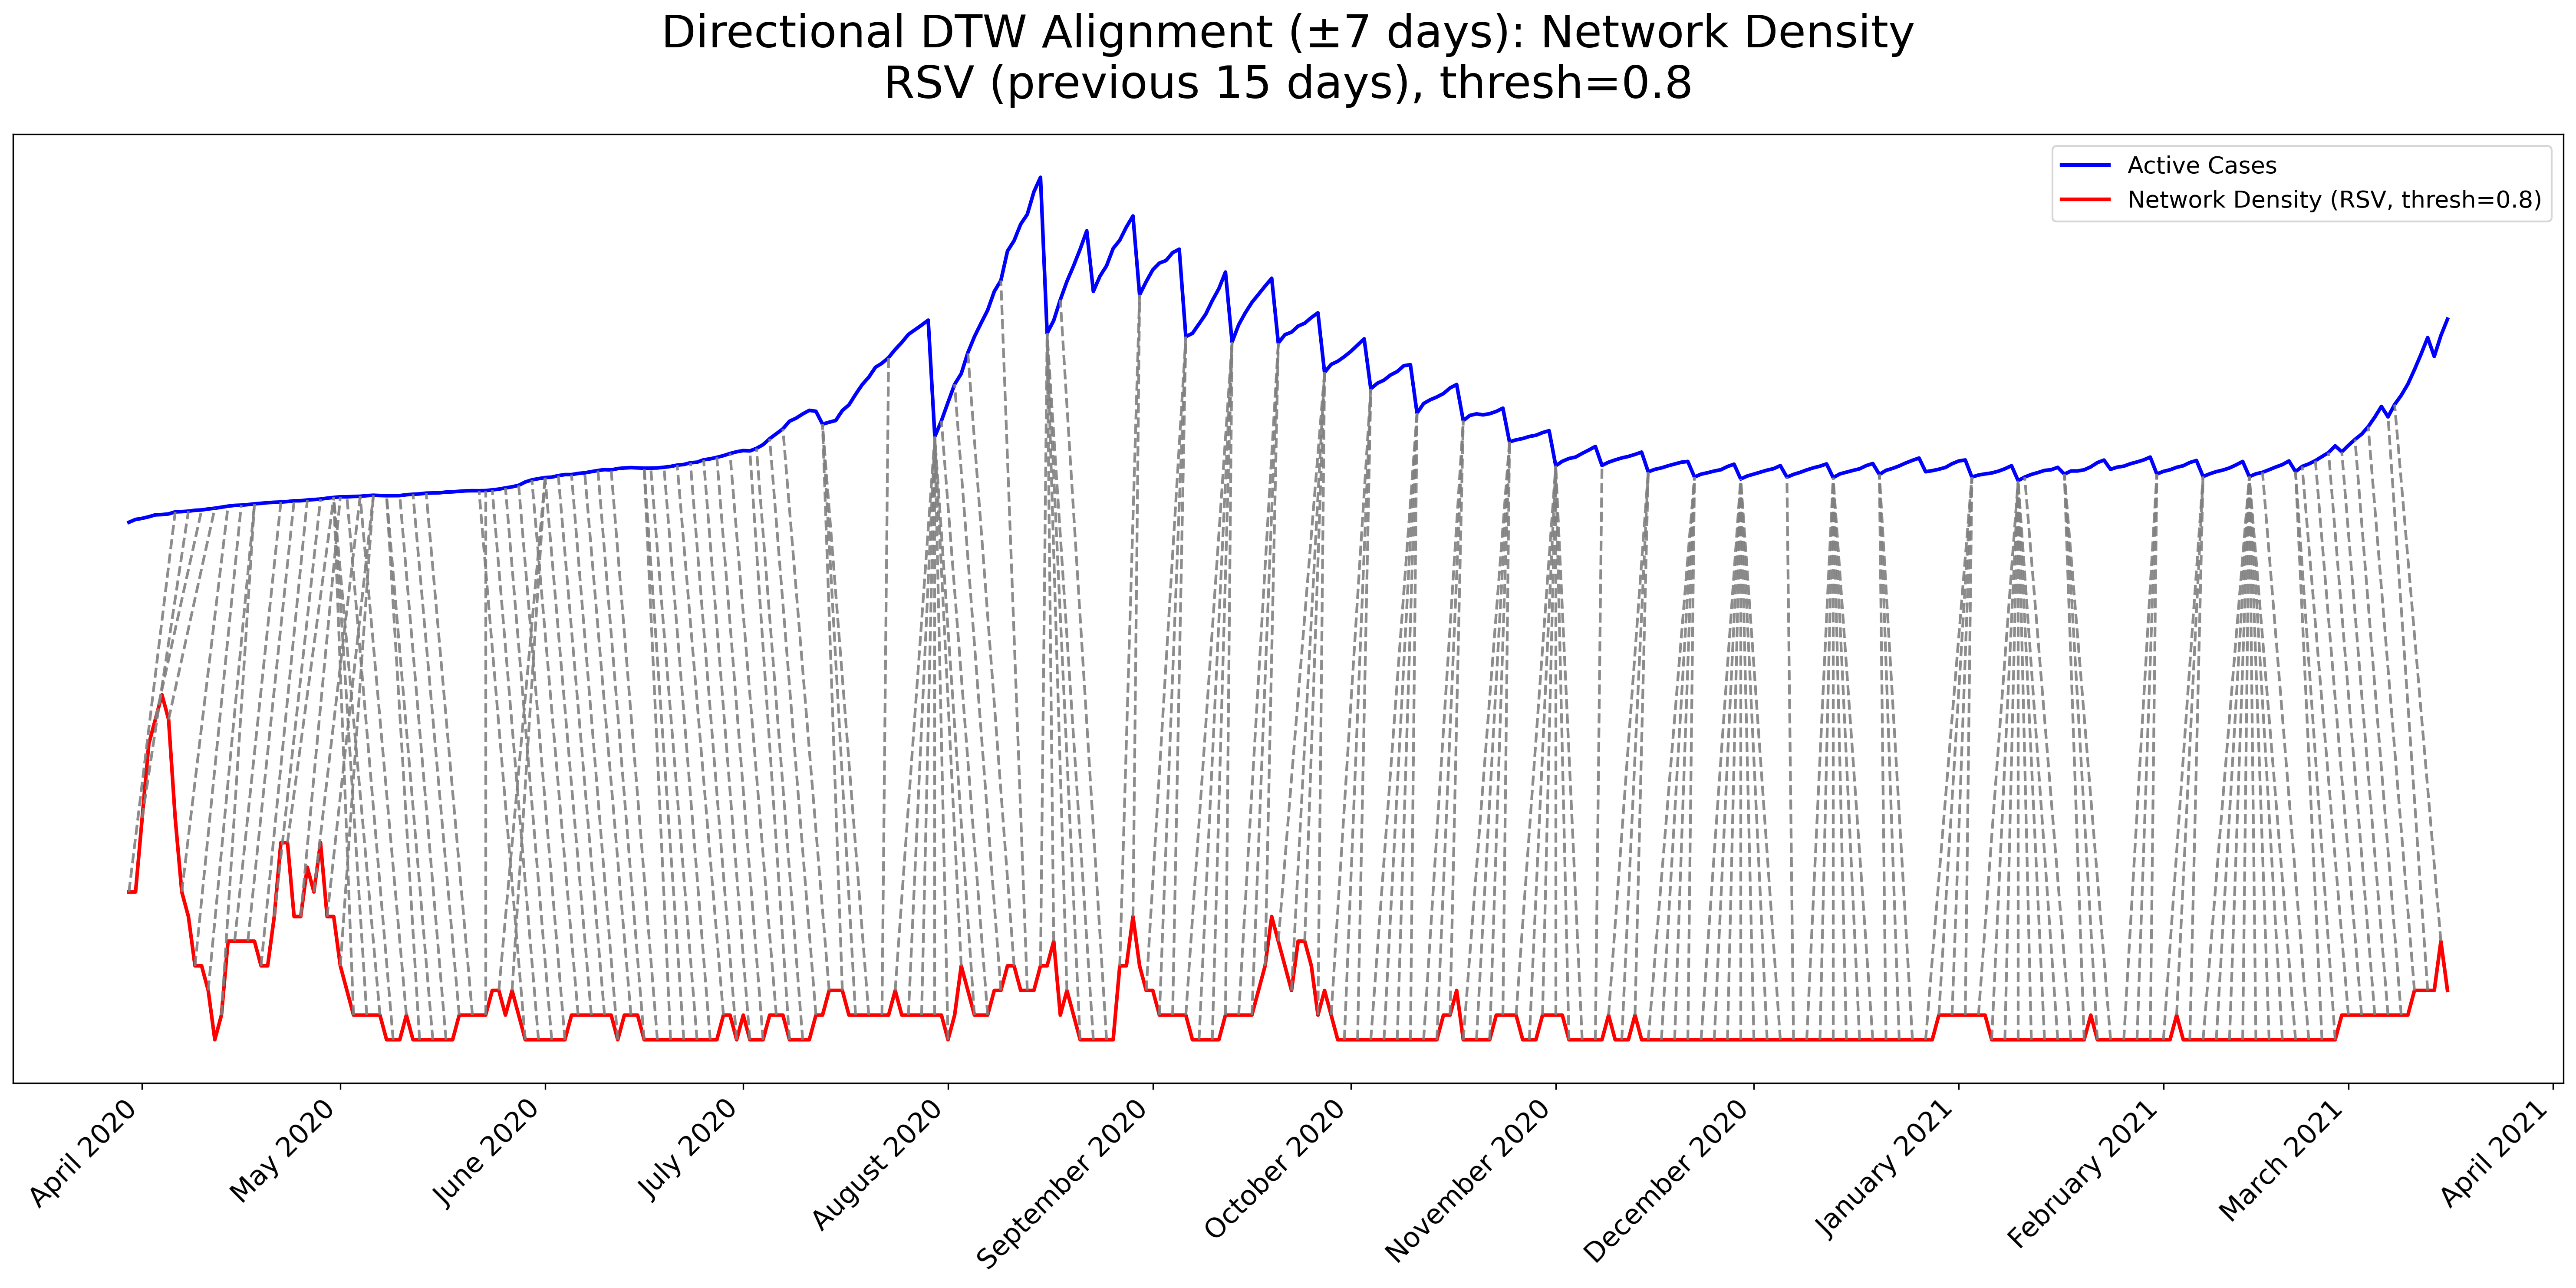 Directional DTW Alignment (±7 days): Network Density
RSV (previous 15 days), thresh=0.8
Active Cases
Network Density (RSV, thresh=0.8)
April 2020
May 2020
June 2020
July 2020
August 2020
September 2020
October 2020
November 2020
December 2020
January 2021
February 2021
March 2021
April 2021